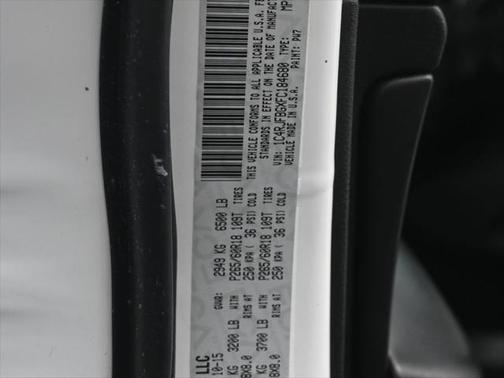 LLC
10-15 GVWR: 2949 KG 6500 LB
KG 3200 LB WITH P265/60R18 109T TIRES
8X8.0 RIMS AT 250 KPA ( 36 PSI) COLD
KG 3700 LB WITH P265/60R18 109T TIRES
8X8.0 RIMS AT 250 KPA ( 36 PSI) COLD
THIS VEHICLE CONFORMS TO ALL APPLICABLE U.S.A. FE
STANDARDS IN EFFECT ON THE DATE OF MANUFACTU
VEHICLE MADE IN U.S.A.
VIN: 1C4RJFBGXFC184680 TYPE: MP
PAINT: PW7